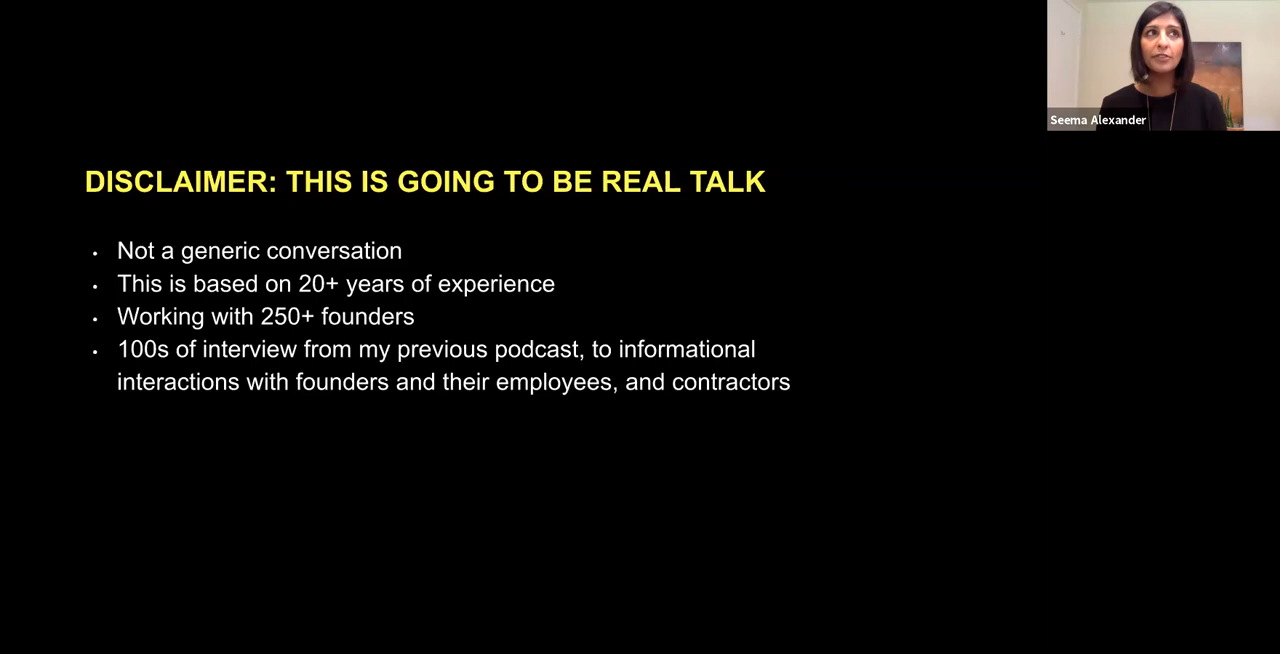 Seema Alexander
DISCLAIMER: THIS IS GOING TO BE REAL TALK
• Not a generic conversation
• This is based on 20+ years of experience
• Working with 250+ founders
• 100s of interview from my previous podcast, to informational
interactions with founders and their employees, and contractors